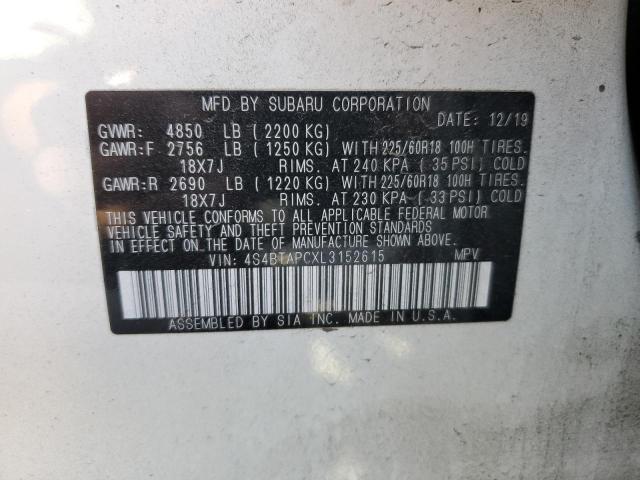 MFD BY SUBARU CORPORATION
DATE: 12/19
GVWR: 4850 LB (2200 KG)
GAWR:F 2756 LB (1250 KG) WITH 225/60R18 100H TIRES.
18X7J RIMS. AT 240 KPA (35 PSI) COLD
GAWR:R 2690 LB (1220 KG) WITH 225/60R18 100H TIRES.
18X7J RIMS. AT 230 KPA (33 PSI) COLD
THIS VEHICLE CONFORMS TO ALL APPLICABLE FEDERAL MOTOR
VEHICLE SAFETY AND THEFT PREVENTION STANDARDS
IN EFFECT ON THE DATE OF MANUFACTURE SHOWN ABOVE.
VIN: 4S4BTAPCXL3152615 MPV
ASSEMBLED BY SIA INC. MADE IN U.S.A.